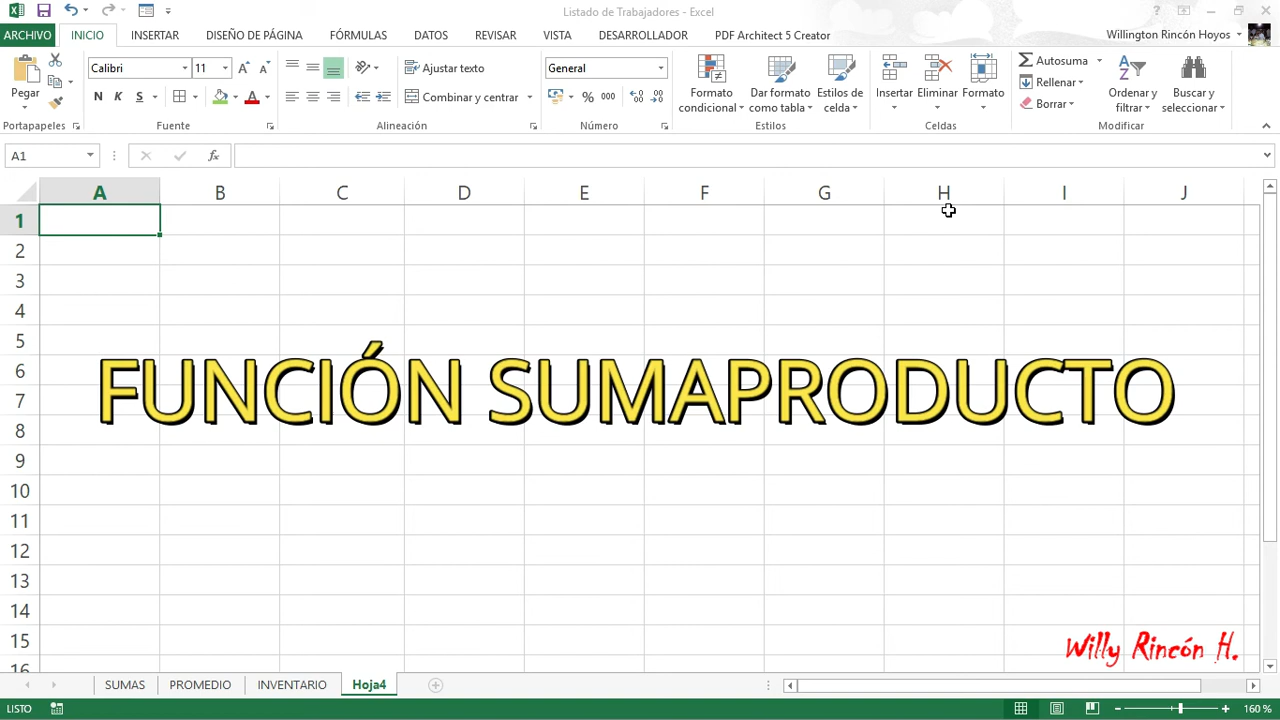 Listado de Trabajadores - Excel
?
ARCHIVO INICIO INSERTAR DISEÑO DE PÁGINA FÓRMULAS DATOS REVISAR VISTA DESARROLLADOR PDF Architect 5 Creator Willington Rincón Hoyos
Pegar
Portapapeles
Calibri 11
N K S
Fuente
Ajustar texto
Combinar y centrar
Alineación
General
% 000
Número
Formato condicional
Dar formato como tabla
Estilos de celda
Estilos
Insertar Eliminar Formato
Celdas
Autosuma
Rellenar
Borrar
Ordenar y filtrar
Buscar y seleccionar
Modificar
A1 fx
A B C D E F G H I J
1
2
3
4
5
6
7
8
9
10
11
12
13
14
15
16
FUNCIÓN SUMAPRODUCTO
Willy Rincón H.
SUMAS PROMEDIO INVENTARIO Hoja4
LISTO 160 %